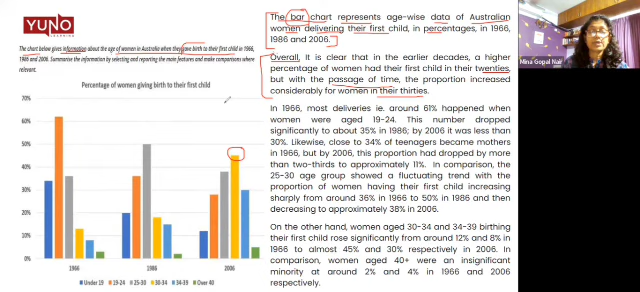 YUNO
LEARNING
The chart below gives information about the age of women in Australia when they gave birth to their first child in 1966,
1986 and 2006. Summarise the information by selecting and reporting the main features and make comparisons where
relevant.
Percentage of women giving birth to their first child
70%
60%
50%
40%
30%
20%
10%
0%
1966 1986 2006
Under 19 19-24 25-30 30-34 34-39 Over 40
The bar chart represents age-wise data of Australian
women delivering their first child, in percentages, in 1966,
1986 and 2006.
Overall, It is clear that in the earlier decades, a higher
percentage of women had their first child in their twenties,
but with the passage of time, the proportion increased
considerably for women in their thirties.
In 1966, most deliveries ie. around 61% happened when
women were aged 19-24. This number dropped
significantly to about 35% in 1986; by 2006 it was less than
30%. Likewise, close to 34% of teenagers became mothers
in 1966, but by 2006, this proportion had dropped by more
than two-thirds to approximately 11%. In comparison, the
25-30 age group showed a fluctuating trend with the
proportion of women having their first child increasing
sharply from around 36% in 1966 to 50% in 1986 and then
decreasing to approximately 38% in 2006.
On the other hand, women aged 30-34 and 34-39 birthing
their first child rose significantly from around 12% and 8% in
1966 to almost 45% and 30% respectively in 2006. In
comparison, women aged 40+ were an insignificant
minority at around 2% and 4% in 1966 and 2006
respectively.
Mina Gopal Nair